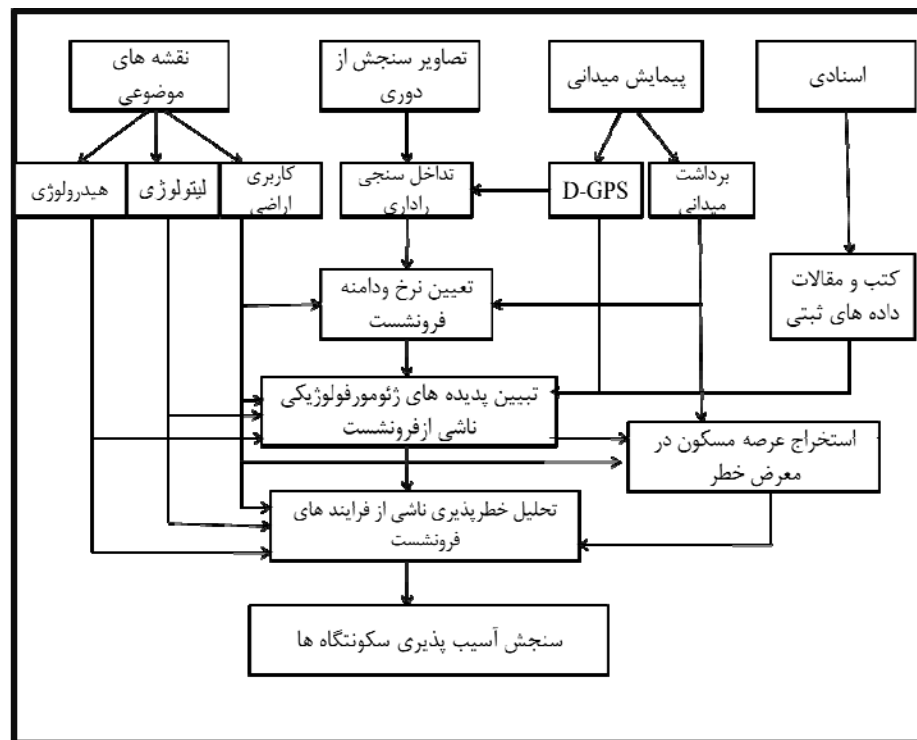 نقشه های
موضوعی
تصاویر سنجش از
دوری
پیمایش میدانی
اسنادی
هیدرولوژی
لیتولوژی
کاربری
اراضی
تداخل سنجی
راداری
D-GPS
برداشت
میدانی
تعیین نرخ ودامنه
فرونشست
کتب و مقالات
داده های ثبتی
تبیین پدیده های ژئومورفولوژیکی
ناشی ازفرونشست
استخراج عرصه مسکون در
معرض خطر
تحلیل خطرپذیری ناشی از فرایند های
فرونشست
سنجش آسیب پذیری سکونتگاه ها